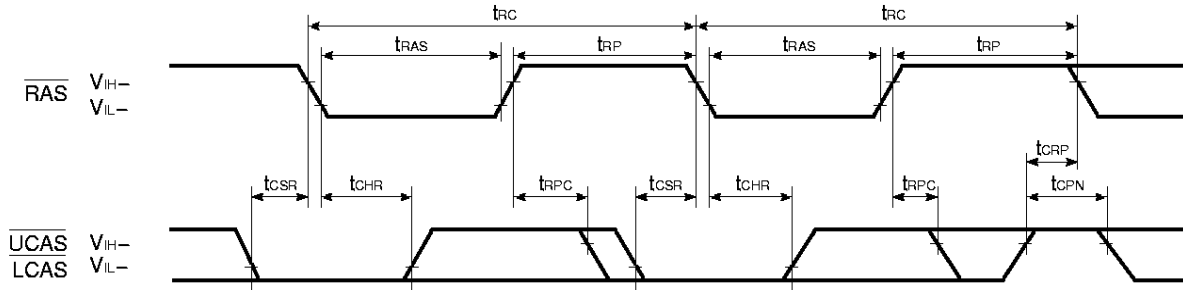 tRC tRC
tRAS tRP tRAS tRP
RAS VIH–
VIL–
tCRP
tCSR tCHR tRPC tCSR tCHR tRPC tCPN
UCAS VIH–
LCAS VIL–